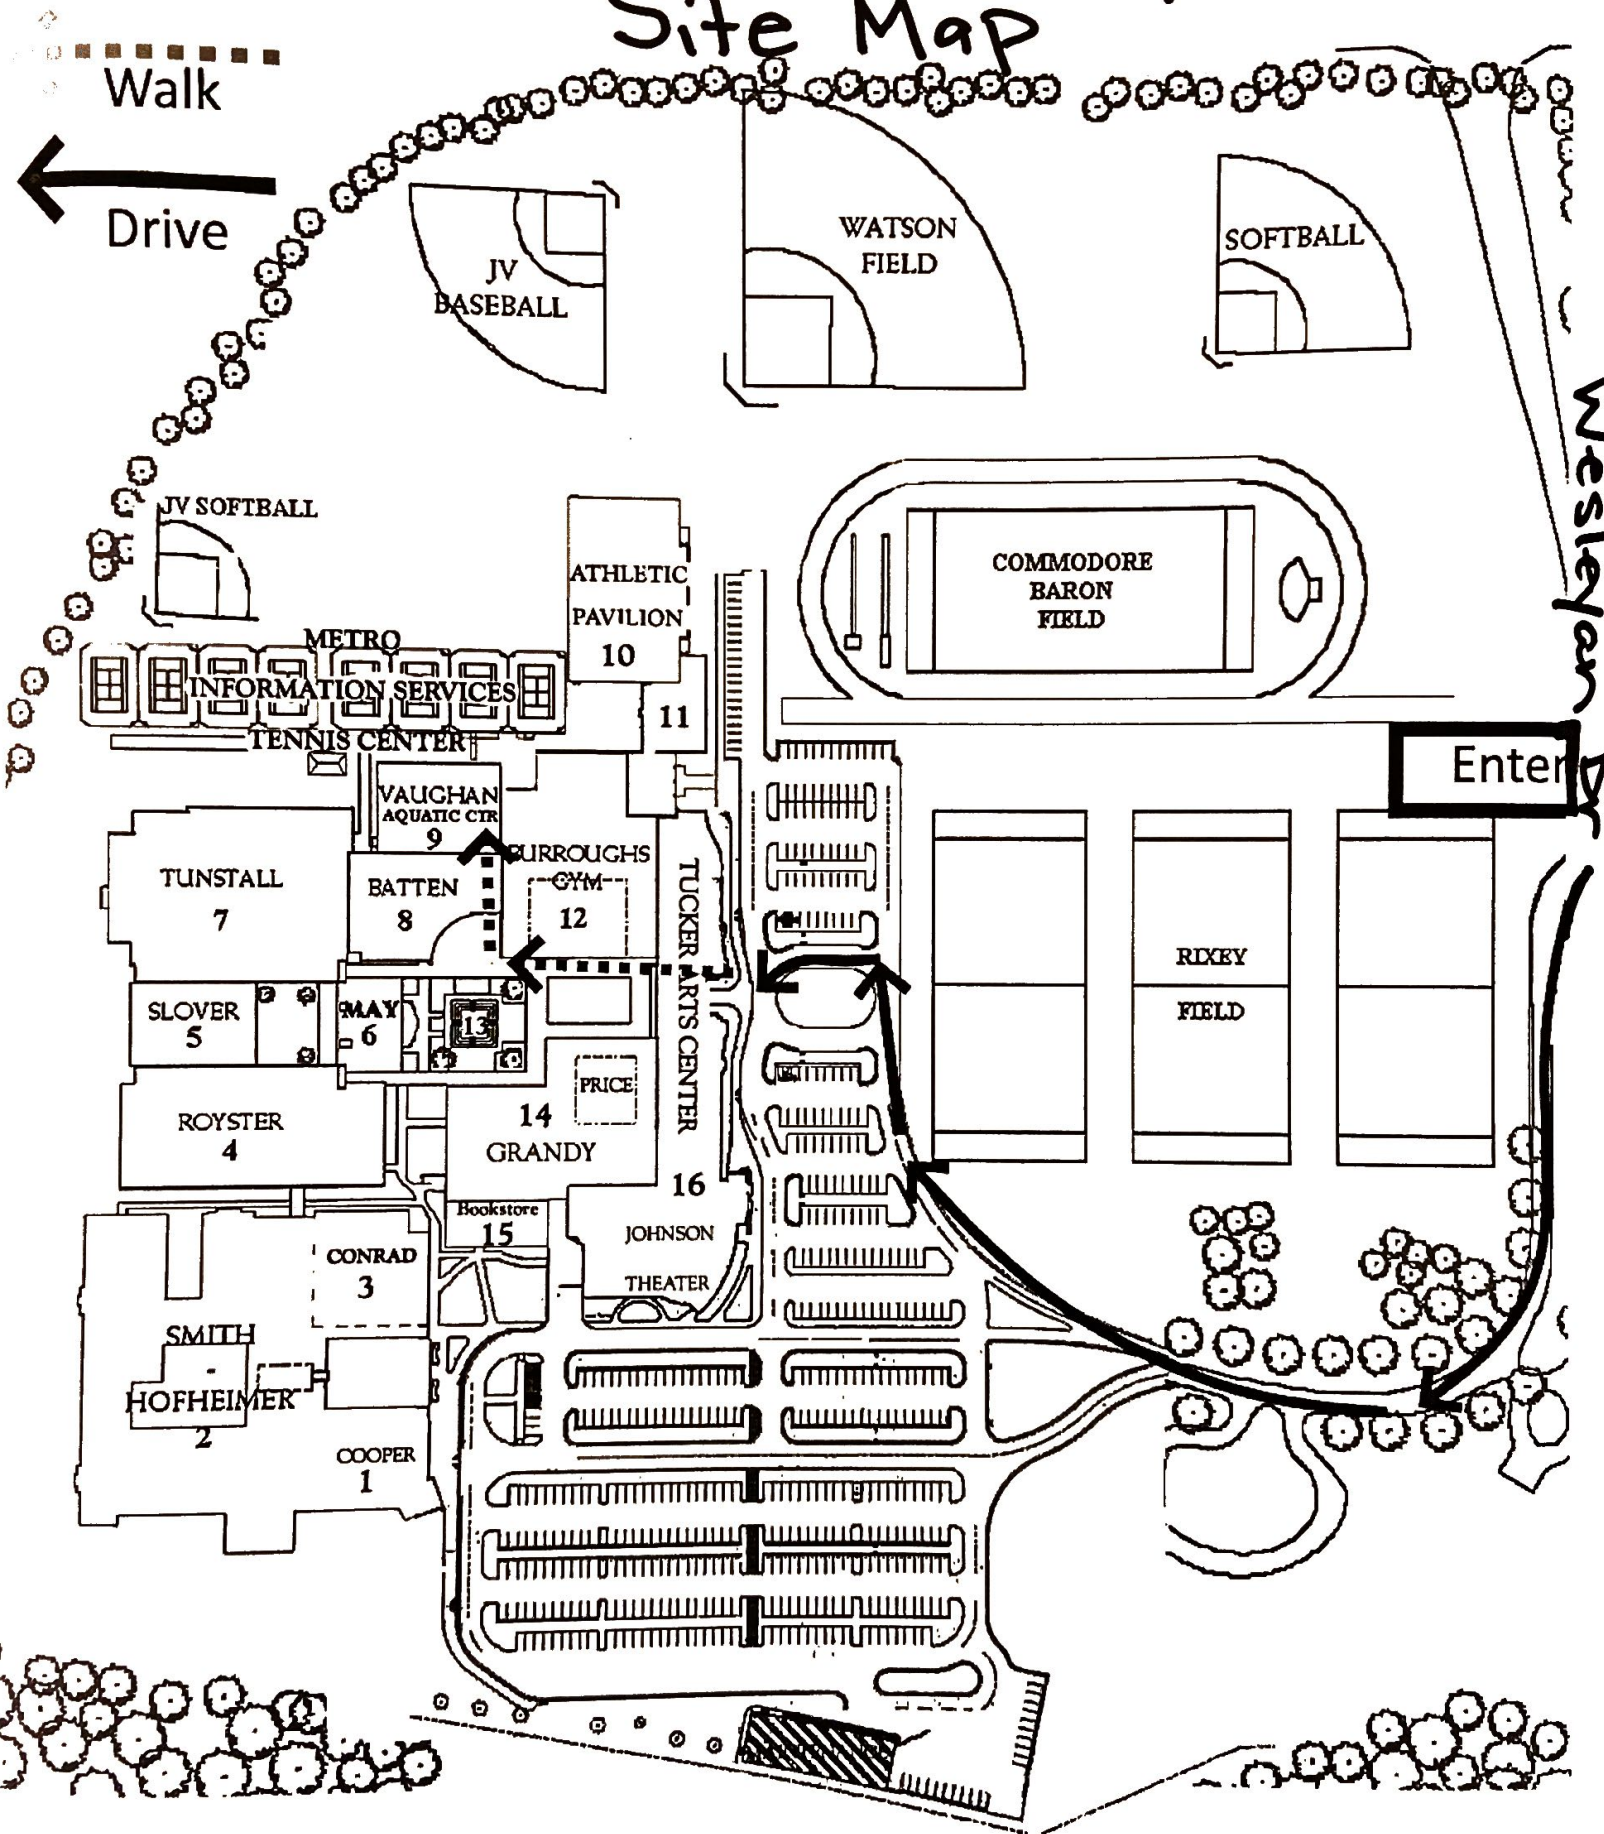 Site Map
Walk
Drive
JV
BASEBALL
WATSON
FIELD
SOFTBALL
Wesleyan Dr
JV SOFTBALL
ATHLETIC
PAVILION
10
COMMODORE
BARON
FIELD
METRO
INFORMATION SERVICES
TENNIS CENTER
11
Enter
VAUGHAN
AQUATIC CTR
9
BURROUGHS
GYM
12
TUNSTALL
7
BATTEN
8
TUCKER ARTS CENTER
RIXEY
FIELD
SLOVER
5
MAY
6
13
PRICE
ROYSTER
4
14
GRANDY
16
Bookstore
15
JOHNSON
THEATER
CONRAD
3
SMITH
HOFHEIMER
2
COOPER
1